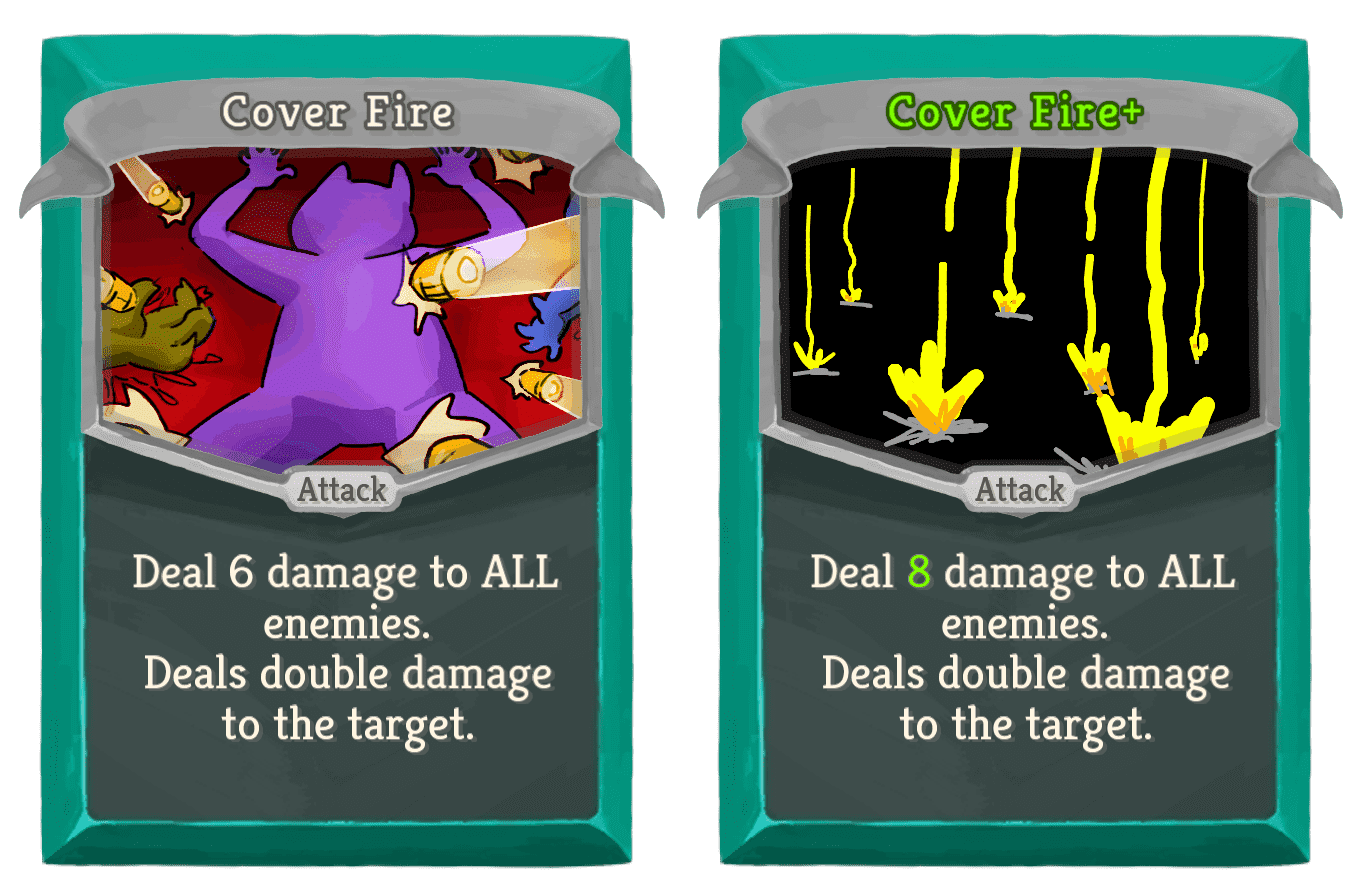 Cover Fire
Attack
Deal 6 damage to ALL
enemies.
Deals double damage
to the target.
Cover Fire+
Attack
Deal 8 damage to ALL
enemies.
Deals double damage
to the target.